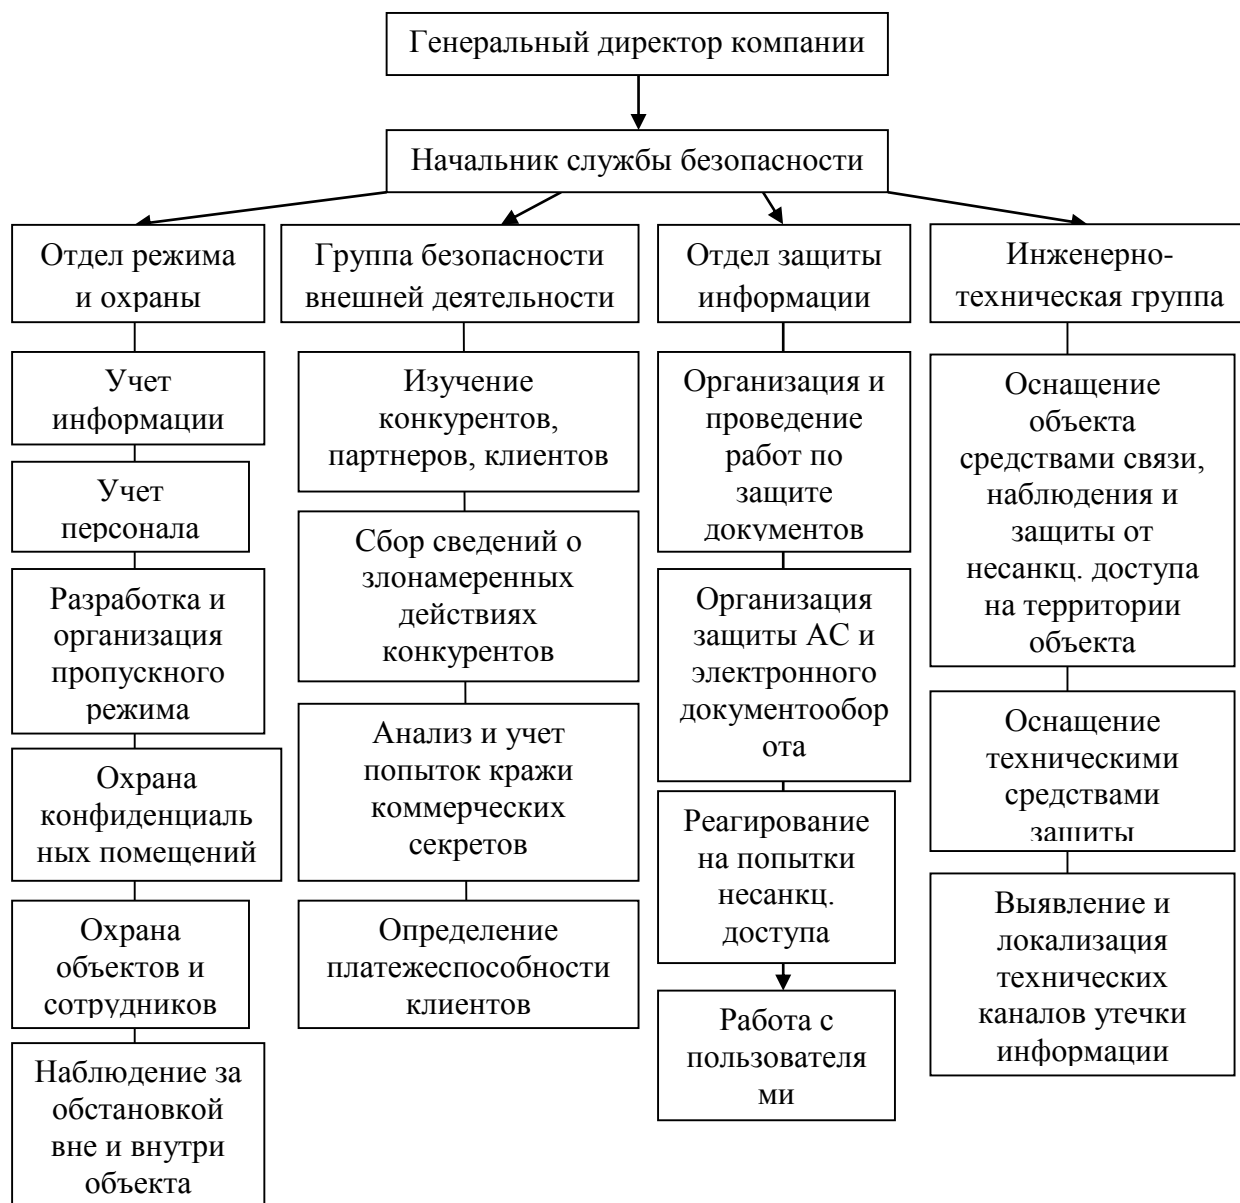 Генеральный директор компании
Начальник службы безопасности
Отдел режима
и охраны
Группа безопасности
внешней деятельности
Отдел защиты
информации
Инженерно-
техническая группа
Учет
информации
Учет
персонала
Разработка и
организация
пропускного
режима
Охрана
конфиденциаль
ных помещений
Охрана
объектов и
сотрудников
Наблюдение за
обстановкой
вне и внутри
объекта
Изучение
конкурентов,
партнеров, клиентов
Сбор сведений о
злонамеренных
действиях
конкурентов
Анализ и учет
попыток кражи
коммерческих
секретов
Определение
платежеспособности
клиентов
Организация и
проведение
работ по
защите
документов
Организация
защиты АС и
электронного
документообор
ота
Реагирование
на попытки
несанкц.
доступа
Работа с
пользователя
ми
Оснащение
объекта
средствами связи,
наблюдения и
защиты от
несанкц. доступа
на территории
объекта
Оснащение
техническими
средствами
защиты
Выявление и
локализация
технических
каналов утечки
информации